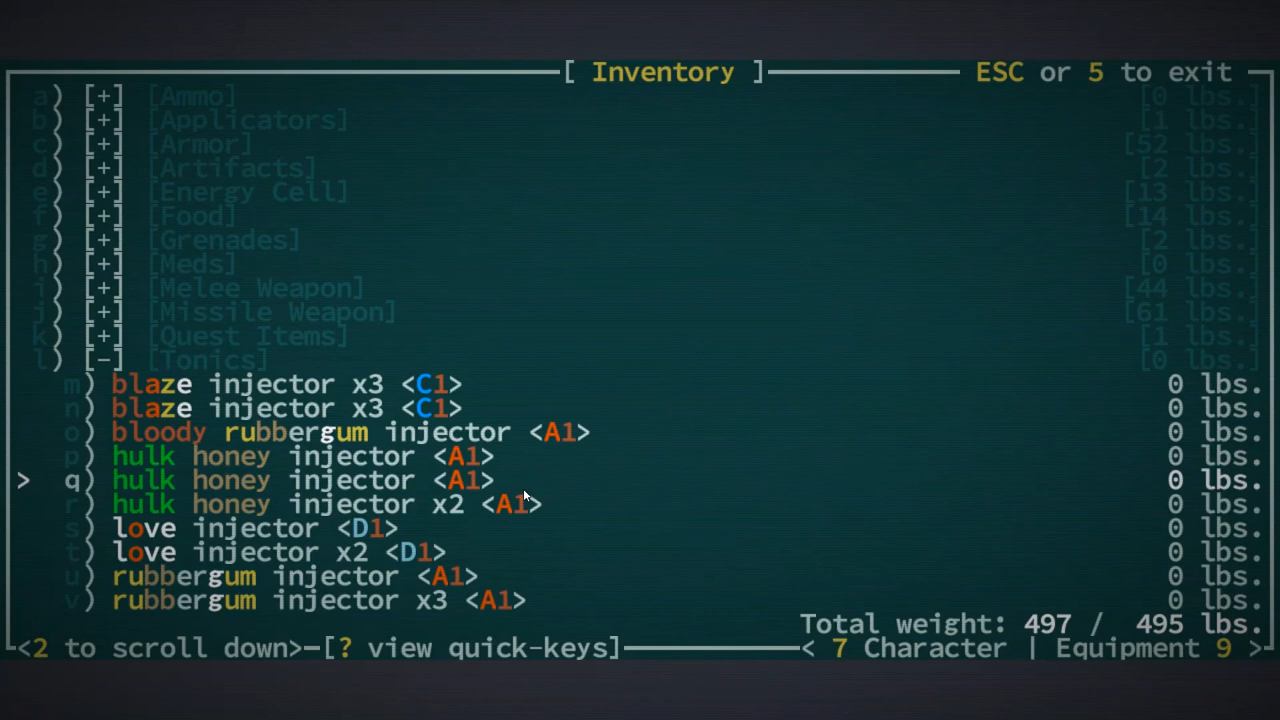 [ Inventory ] ESC or 5 to exit
a) [+] [Ammo] [0 lbs.]
b) [+] [Applicators] [1 lbs.]
c) [+] [Armor] [52 lbs.]
d) [+] [Artifacts] [2 lbs.]
e) [+] [Energy Cell] [13 lbs.]
f) [+] [Food] [14 lbs.]
g) [+] [Grenades] [2 lbs.]
h) [+] [Meds] [0 lbs.]
i) [+] [Melee Weapon] [44 lbs.]
j) [+] [Missile Weapon] [61 lbs.]
k) [+] [Quest Items] [1 lbs.]
l) [-] [Tonics] [0 lbs.]
m) blaze injector x3 <C1> 0 lbs.
n) blaze injector x3 <C1> 0 lbs.
o) bloody rubbergum injector <A1> 0 lbs.
p) hulk honey injector <A1> 0 lbs.
> q) hulk honey injector <A1> 0 lbs.
r) hulk honey injector x2 <A1> 0 lbs.
s) love injector <D1> 0 lbs.
t) love injector x2 <D1> 0 lbs.
u) rubbergum injector <A1> 0 lbs.
v) rubbergum injector x3 <A1> 0 lbs.
Total weight: 497 / 495 lbs.
<2 to scroll down> [? view quick-keys] < 7 Character | Equipment 9 >